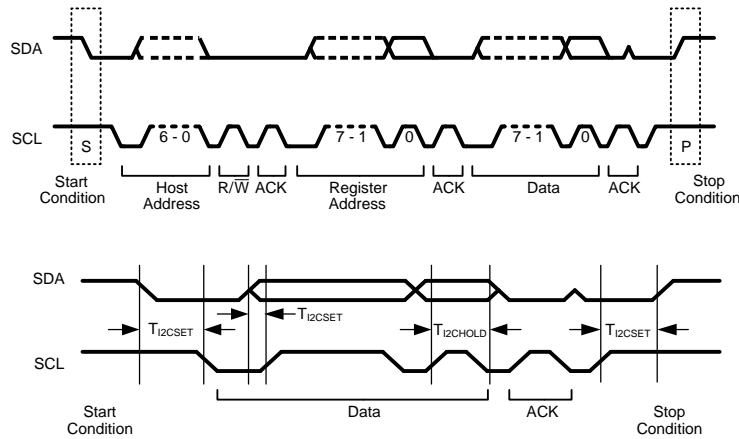 SDA
SCL
S
6 - 0
7 - 1
0
7 - 1
0
P
Start
Condition
Host
Address
R/W̅
ACK
Register
Address
ACK
Data
ACK
Stop
Condition
SDA
T_I2CSET
T_I2CSET
T_I2CHOLD
T_I2CSET
SCL
Start
Condition
Data
ACK
Stop
Condition